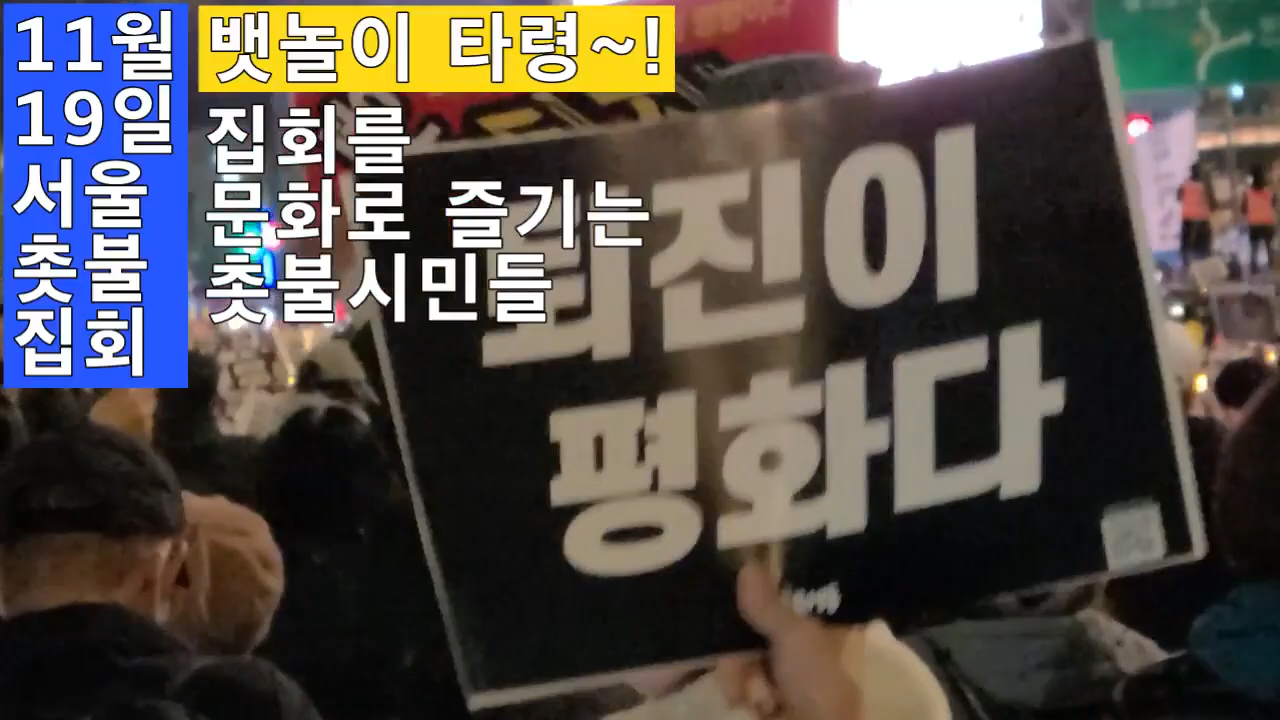 11월
19일
서울
촛불
집회
뱃놀이 타령~!
집회를
문화로 즐기는
촛불시민들
퇴진이
평화다